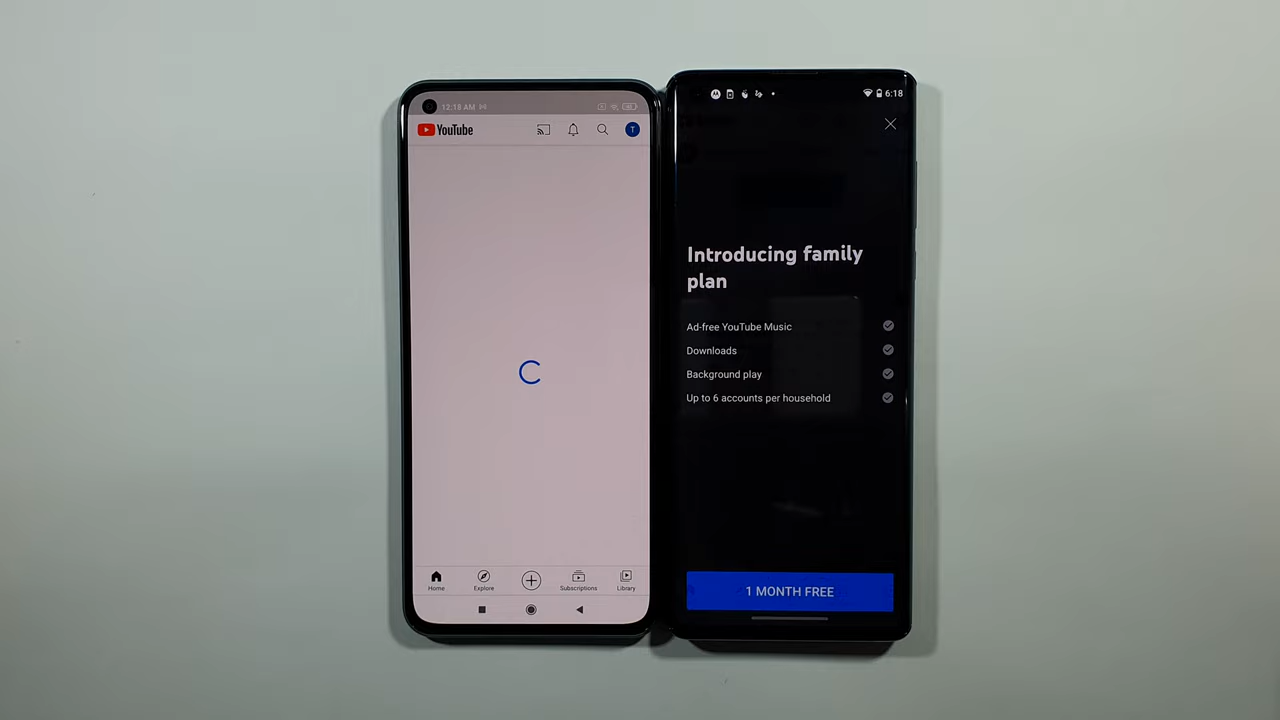 12:18 AM
YouTube
T
Home
Explore
Subscriptions
Library
6:18
Introducing family
plan
Ad-free YouTube Music
Downloads
Background play
Up to 6 accounts per household
1 MONTH FREE